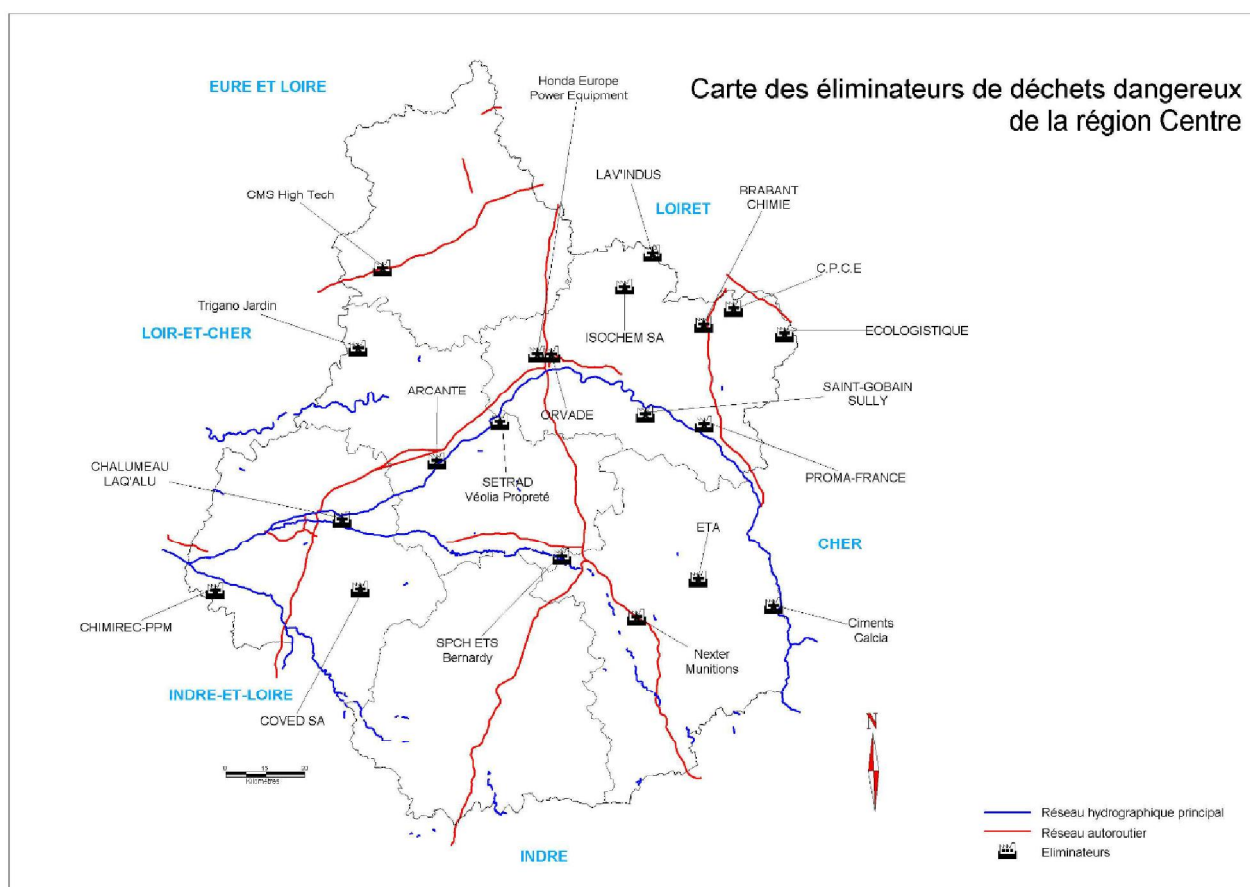 Carte des éliminateurs de déchets dangereux
de la région Centre
EURE ET LOIRE
Honda Europe
Power Equipment
LAV'INDUS
LOIRET
BRABANT
CHIMIE
CMS High Tech
C.P.C.E
Trigano Jardin
LOIR-ET-CHER
ISOCHEM SA
ECOLOGISTIQUE
ARCANTE
ORVADE
SAINT-GOBAIN
SULLY
CHALUMEAU
LAQ'ALU
SETRAD
Véolia Propreté
PROMA-FRANCE
ETA
CHER
CHIMIREC-PPM
SPCH ETS
Bernardy
Nexter
Munitions
Ciments
Calcia
INDRE-ET-LOIRE
COVED SA
N
0
15
Kilomètres
INDRE
Réseau hydrographique principal
Réseau autoroutier
Eliminateurs